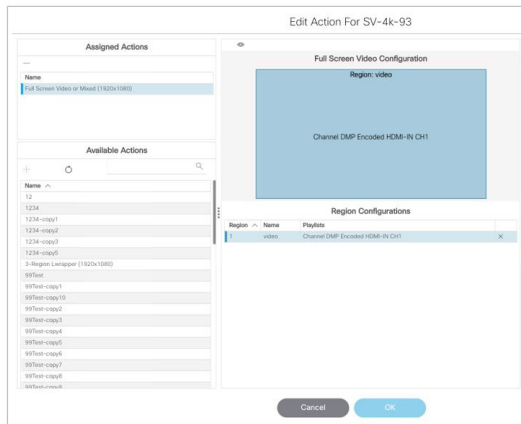 Edit Action For SV-4k-93
Assigned Actions
Name
Full Screen Video or Mixed (1920x1080)
Available Actions
Name
12
1234
1234-copy1
1234-copy2
1234-copy3
1234-copy5
3-Region Lwrapper (1920x1080)
99Test
99Test-copy1
99Test-copy10
99Test-copy2
99Test-copy3
99Test-copy4
99Test-copy5
99Test-copy6
99Test-copy7
99Test-copy8
99Test-copy9
Full Screen Video Configuration
Region: video
Channel DMP Encoded HDMI-IN CH1
Region Configurations
Region Name Playlists
1 video Channel DMP Encoded HDMI-IN CH1
Cancel OK